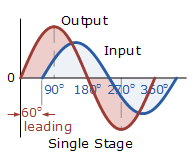 Output
Input
0
90° 180° 270° 360°
60°
leading
Single Stage